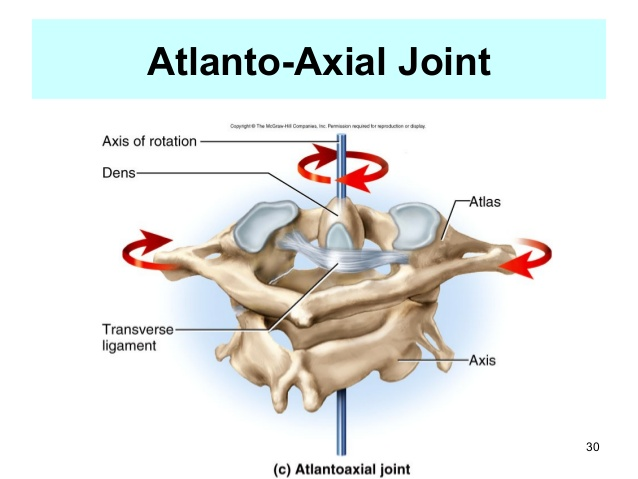 Atlanto-Axial Joint
Copyright © The McGraw-Hill Companies, Inc. Permission required for reproduction or display.
Axis of rotation
Dens
Atlas
Transverse
ligament
Axis
30
(c) Atlantoaxial joint